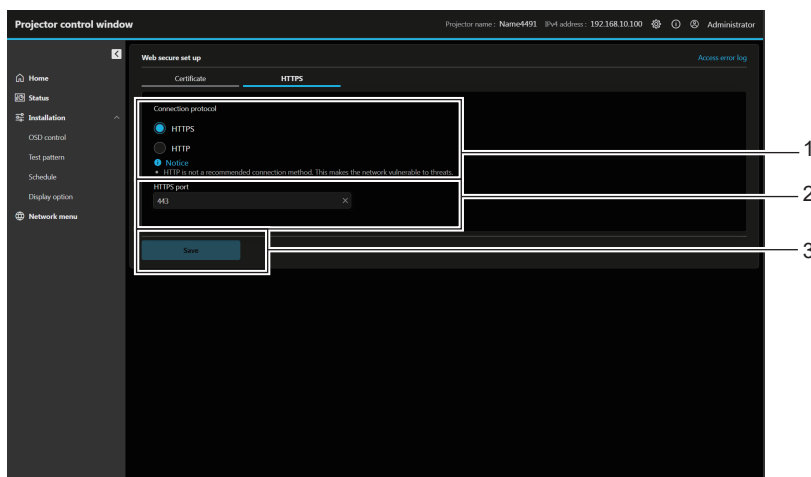 Projector control window
Projector name : Name4491 IPv4 address : 192.168.10.100 Administrator
Home
Status
Installation
OSD control
Test pattern
Schedule
Display option
Network menu
Web secure set up
Access error log
Certificate
HTTPS
Connection protocol
HTTPS
HTTP
Notice
• HTTP is not a recommended connection method. This makes the network vulnerable to threats.
HTTPS port
443
Save
1
2
3